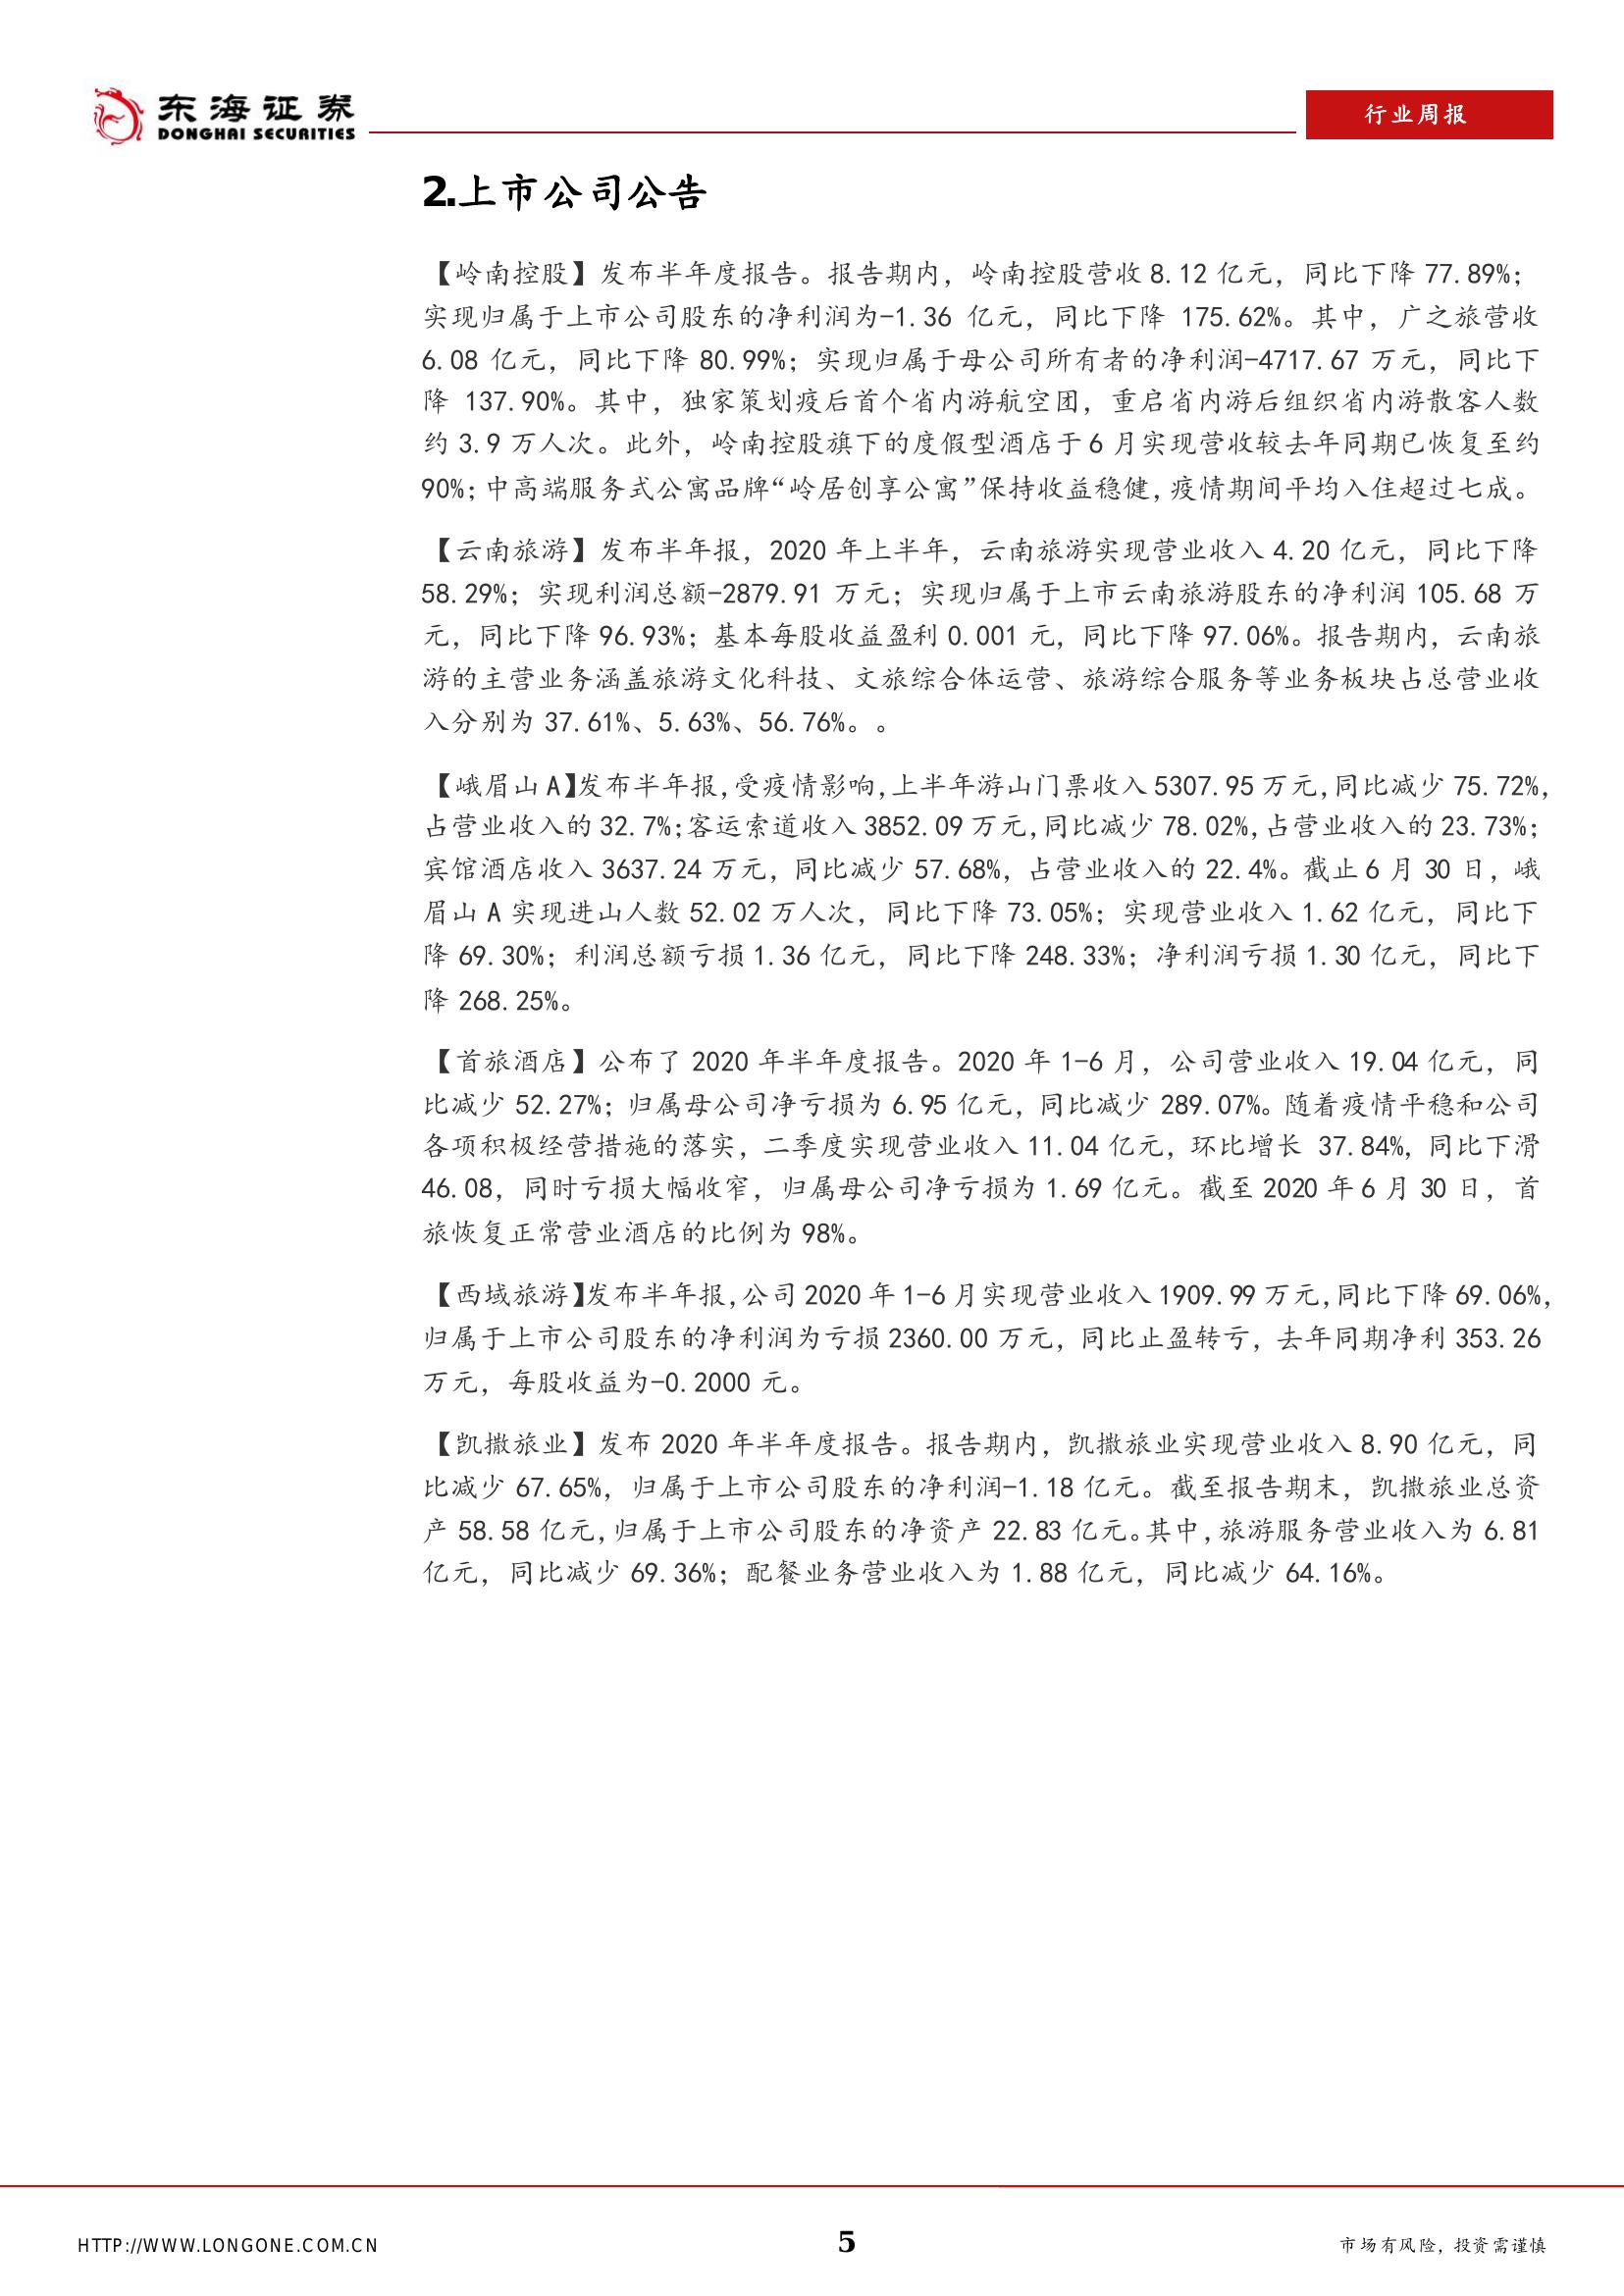 东海证券
DONGHAI SECURITIES
行业周报
2.上市公司公告
【岭南控股】发布半年度报告。报告期内，岭南控股营收 8.12 亿元，同比下降 77.89%；
实现归属于上市公司股东的净利润为-1.36 亿元，同比下降 175.62%。其中，广之旅营收
6.08 亿元，同比下降 80.99%；实现归属于母公司所有者的净利润-4717.67 万元，同比下
降 137.90%。其中，独家策划疫后首个省内游航空团，重启省内游后组织省内游散客人数
约 3.9 万人次。此外，岭南控股旗下的度假型酒店于 6 月实现营收较去年同期已恢复至约
90%；中高端服务式公寓品牌“岭居创享公寓”保持收益稳健，疫情期间平均入住超过七成。
【云南旅游】发布半年报，2020 年上半年，云南旅游实现营业收入 4.20 亿元，同比下降
58.29%；实现利润总额-2879.91 万元；实现归属于上市云南旅游股东的净利润 105.68 万
元，同比下降 96.93%；基本每股收益盈利 0.001 元，同比下降 97.06%。报告期内，云南旅
游的主营业务涵盖旅游文化科技、文旅综合体运营、旅游综合服务等业务板块占总营业收
入分别为 37.61%、5.63%、56.76%。。
【峨眉山 A】发布半年报，受疫情影响，上半年游山门票收入 5307.95 万元，同比减少 75.72%，
占营业收入的 32.7%；客运索道收入 3852.09 万元，同比减少 78.02%，占营业收入的 23.73%；
宾馆酒店收入 3637.24 万元，同比减少 57.68%，占营业收入的 22.4%。截止 6 月 30 日，峨
眉山 A 实现进山人数 52.02 万人次，同比下降 73.05%；实现营业收入 1.62 亿元，同比下
降 69.30%；利润总额亏损 1.36 亿元，同比下降 248.33%；净利润亏损 1.30 亿元，同比下
降 268.25%。
【首旅酒店】公布了 2020 年半年度报告。2020 年 1-6 月，公司营业收入 19.04 亿元，同
比减少 52.27%；归属母公司净亏损为 6.95 亿元，同比减少 289.07%。随着疫情平稳和公司
各项积极经营措施的落实，二季度实现营业收入 11.04 亿元，环比增长 37.84%，同比下滑
46.08，同时亏损大幅收窄，归属母公司净亏损为 1.69 亿元。截至 2020 年 6 月 30 日，首
旅恢复正常营业酒店的比例为 98%。
【西域旅游】发布半年报，公司 2020 年 1-6 月实现营业收入 1909.99 万元，同比下降 69.06%，
归属于上市公司股东的净利润为亏损 2360.00 万元，同比止盈转亏，去年同期净利 353.26
万元，每股收益为-0.2000 元。
【凯撒旅业】发布 2020 年半年度报告。报告期内，凯撒旅业实现营业收入 8.90 亿元，同
比减少 67.65%，归属于上市公司股东的净利润-1.18 亿元。截至报告期末，凯撒旅业总资
产 58.58 亿元，归属于上市公司股东的净资产 22.83 亿元。其中，旅游服务营业收入为 6.81
亿元，同比减少 69.36%；配餐业务营业收入为 1.88 亿元，同比减少 64.16%。
HTTP://WWW.LONGONE.COM.CN
5
市场有风险，投资需谨慎